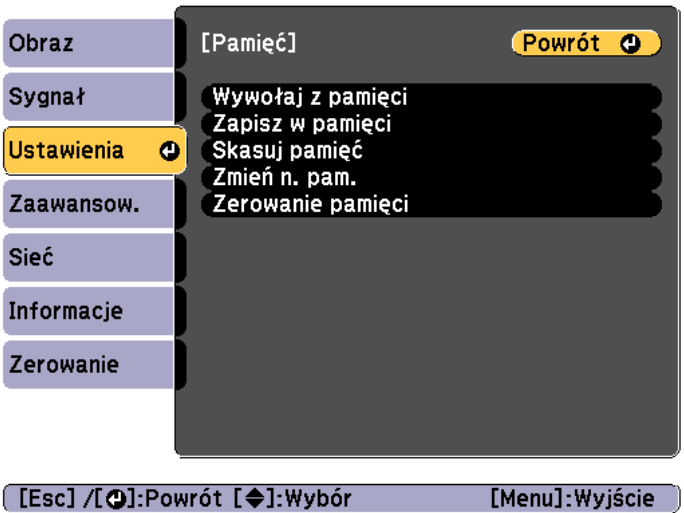 Obraz
Sygnał
Ustawienia
Zaawansow.
Sieć
Informacje
Zerowanie
[Pamięć]
Powrót
Wywołaj z pamięci
Zapisz w pamięci
Skasuj pamięć
Zmień n. pam.
Zerowanie pamięci
[Esc] /[⏎]:Powrót [◆]:Wybór [Menu]:Wyjście